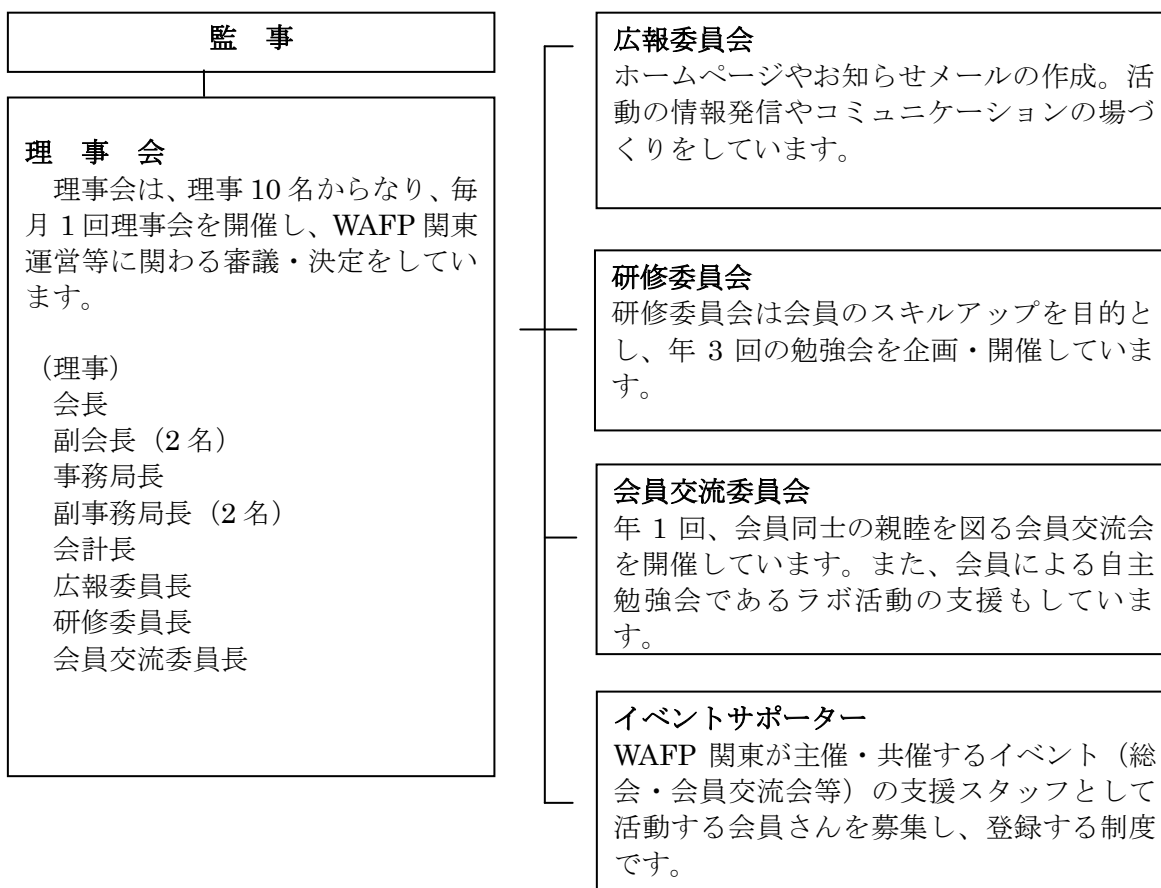 監　事
理　事　会
　理事会は、理事 10 名からなり、毎
月 1 回理事会を開催し、WAFP 関東
運営等に関わる審議・決定をしてい
ます。
（理事）
会長
副会長（2 名）
事務局長
副事務局長（2 名）
会計長
広報委員長
研修委員長
会員交流委員長
広報委員会
ホームページやお知らせメールの作成。活
動の情報発信やコミュニケーションの場づ
くりをしています。
研修委員会
研修委員会は会員のスキルアップを目的と
し、年 3 回の勉強会を企画・開催していま
す。
会員交流委員会
年 1 回、会員同士の親睦を図る会員交流会
を開催しています。また、会員による自主
勉強会であるラボ活動の支援もしていま
す。
イベントサポーター
WAFP 関東が主催・共催するイベント（総
会・会員交流会等）の支援スタッフとして
活動する会員さんを募集し、登録する制度
です。